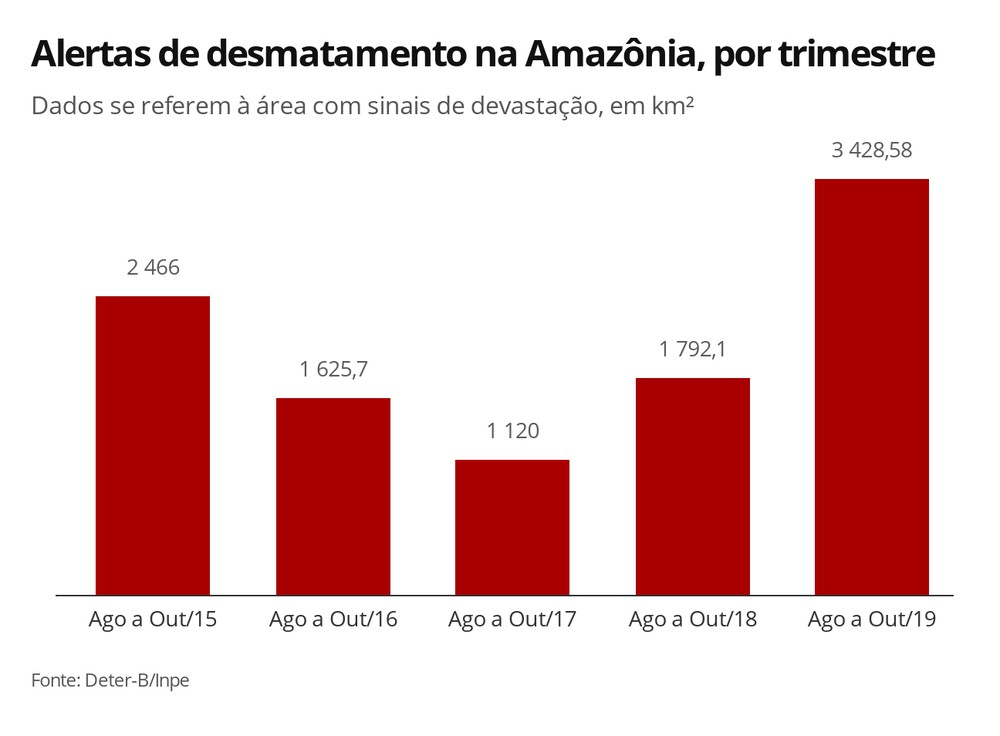 Alertas de desmatamento na Amazônia, por trimestre
Dados se referem à área com sinais de devastação, em km²
3 428,58
2 466
1 792,1
1 625,7
1 120
Ago a Out/15 Ago a Out/16 Ago a Out/17 Ago a Out/18 Ago a Out/19
Fonte: Deter-B/Inpe